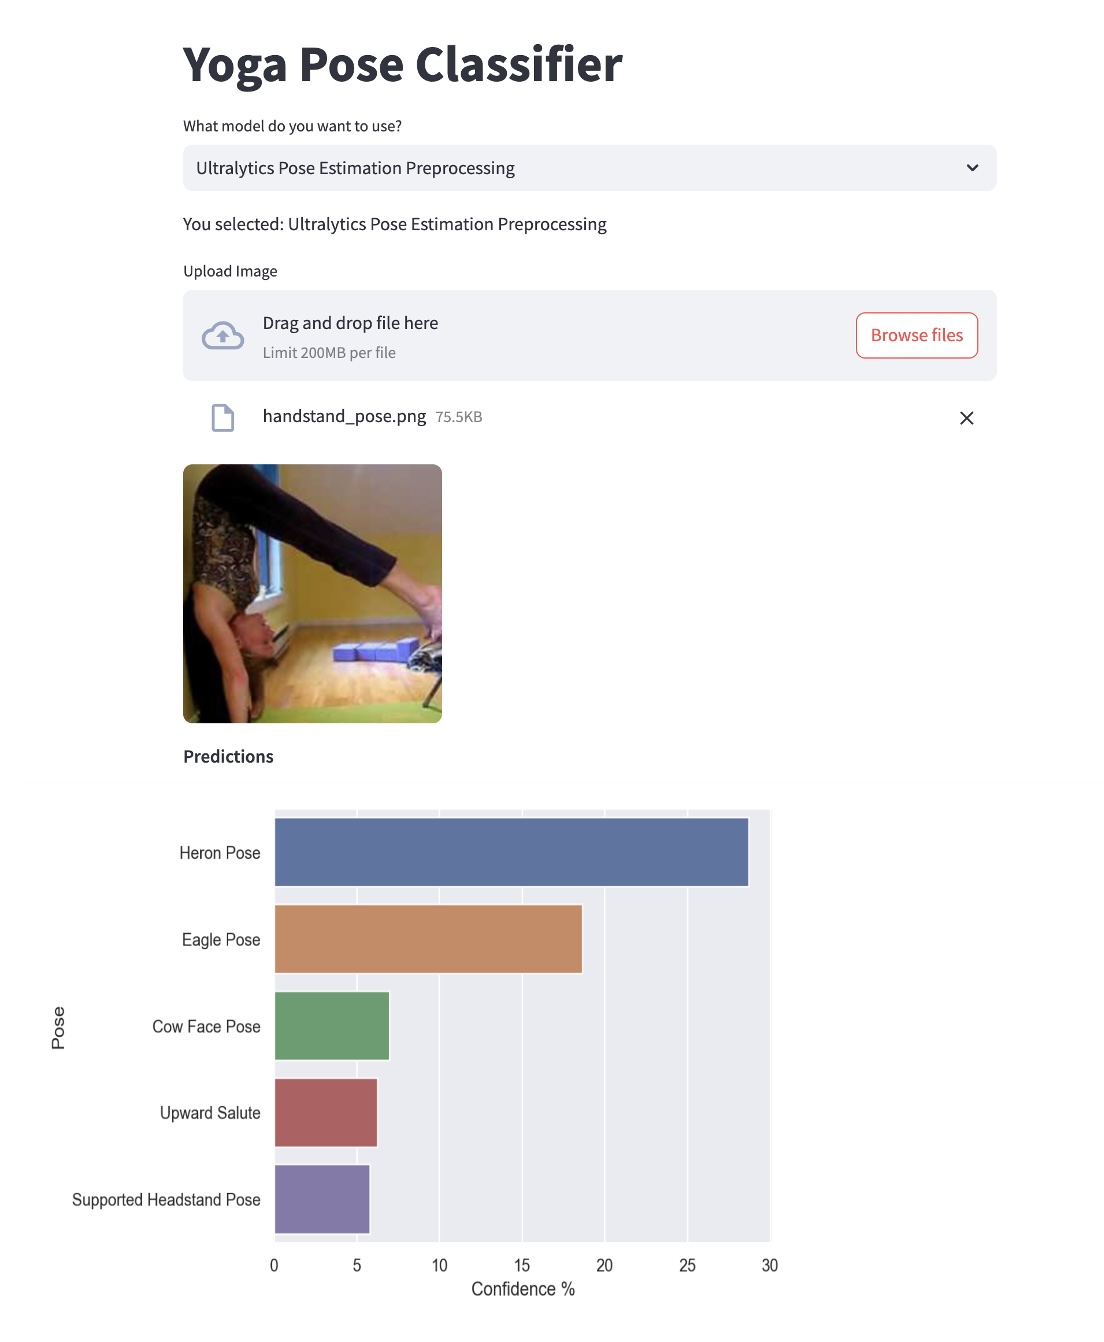 Yoga Pose Classifier
What model do you want to use?
Ultralytics Pose Estimation Preprocessing
You selected: Ultralytics Pose Estimation Preprocessing
Upload Image
Drag and drop file here
Limit 200MB per file
Browse files
handstand_pose.png 75.5KB
Predictions
Pose
Heron Pose
Eagle Pose
Cow Face Pose
Upward Salute
Supported Headstand Pose
0 5 10 15 20 25 30
Confidence %